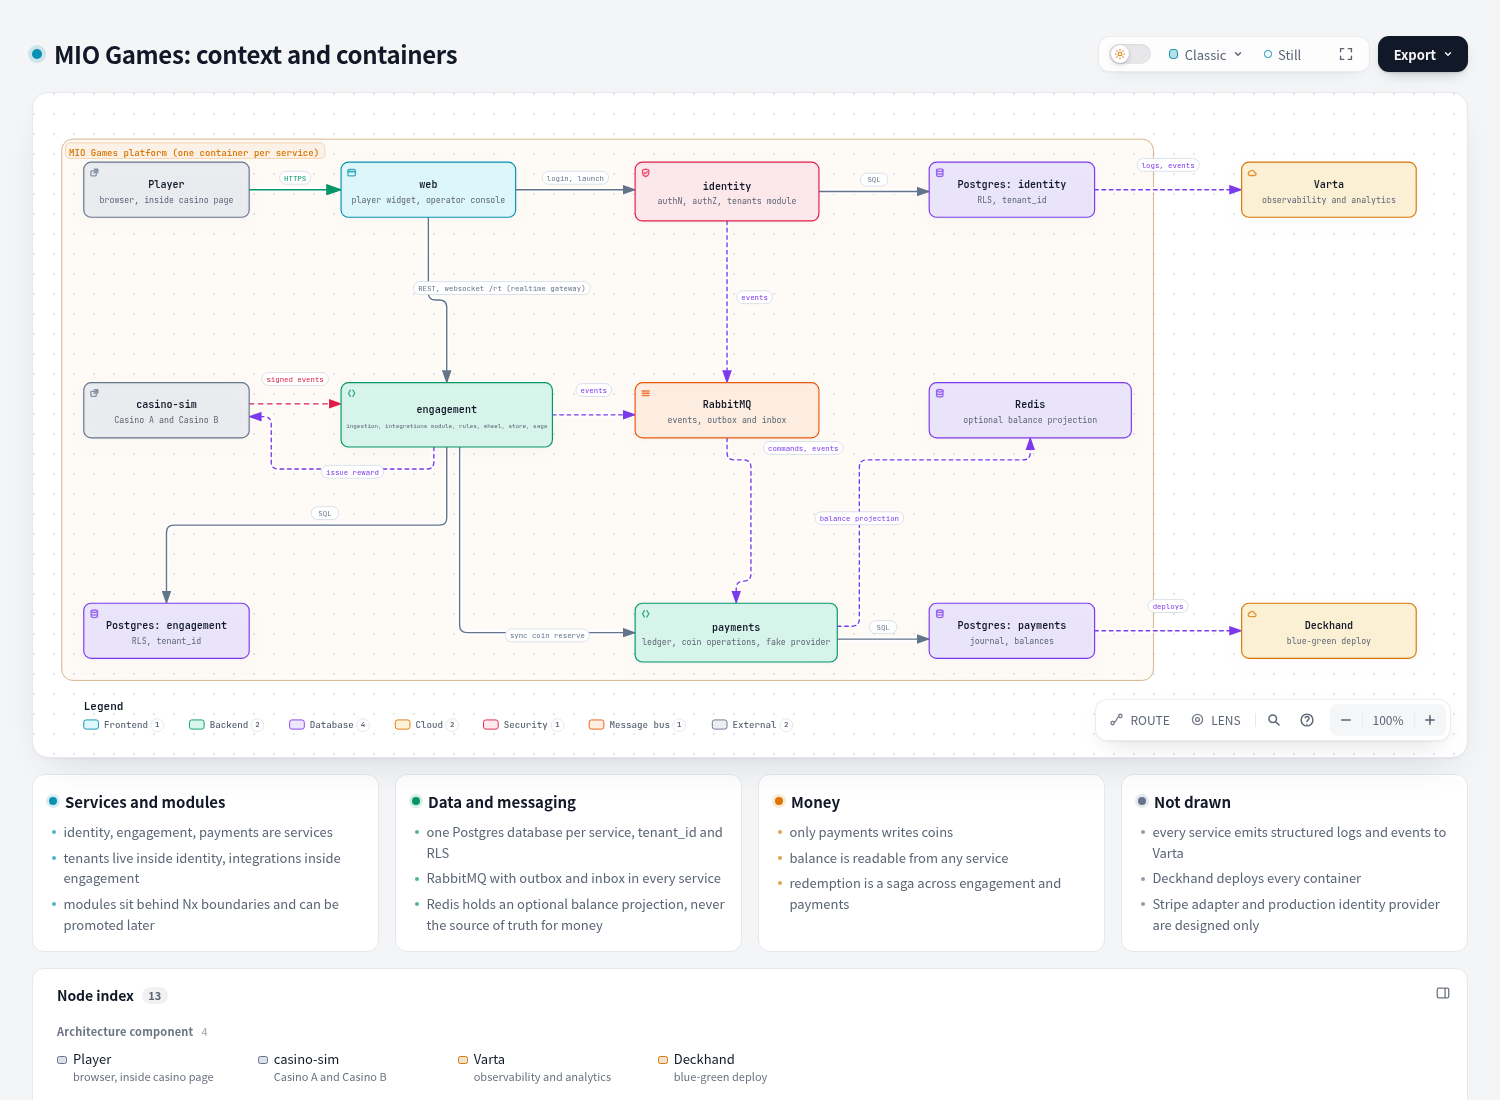 MIO Games: context and containers
Classic
Still
Export
MIO Games platform (one container per service)
Player
browser, inside casino page
HTTPS
web
player widget, operator console
login, launch
identity
authN, authZ, tenants module
SQL
Postgres: identity
RLS, tenant_id
logs, events
Varta
observability and analytics
REST, websocket /rt (realtime gateway)
events
casino-sim
Casino A and Casino B
signed events
engagement
ingestion, integrations module, rules, wheel, store, saga
events
RabbitMQ
events, outbox and inbox
Redis
optional balance projection
commands, events
issue reward
SQL
balance projection
Postgres: engagement
RLS, tenant_id
sync coin reserve
payments
ledger, coin operations, fake provider
SQL
Postgres: payments
journal, balances
deploys
Deckhand
blue-green deploy
Legend
Frontend 1
Backend 2
Database 4
Cloud 2
Security 1
Message bus 1
External 2
ROUTE
LENS
100%
Services and modules
identity, engagement, payments are services
tenants live inside identity, integrations inside
engagement
modules sit behind Nx boundaries and can be
promoted later
Data and messaging
one Postgres database per service, tenant_id and
RLS
RabbitMQ with outbox and inbox in every service
Redis holds an optional balance projection, never
the source of truth for money
Money
only payments writes coins
balance is readable from any service
redemption is a saga across engagement and
payments
Not drawn
every service emits structured logs and events to
Varta
Deckhand deploys every container
Stripe adapter and production identity provider
are designed only
Node index 13
Architecture component 4
Player
browser, inside casino page
casino-sim
Casino A and Casino B
Varta
observability and analytics
Deckhand
blue-green deploy